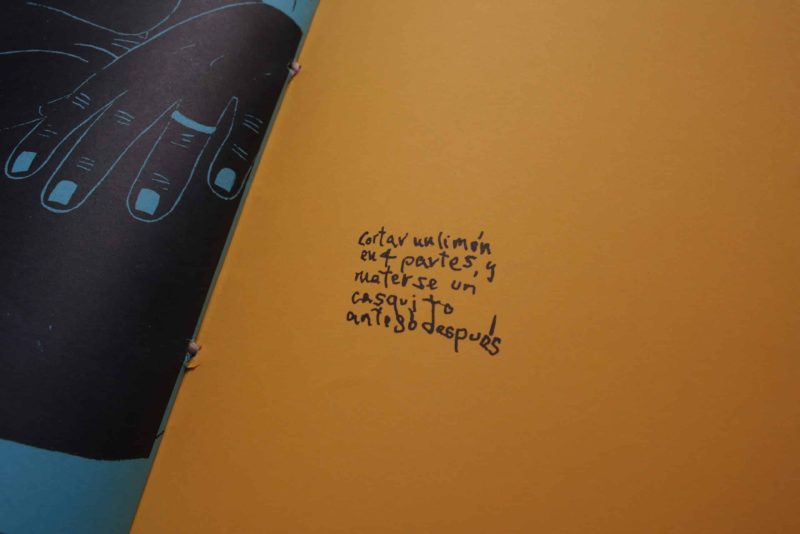 cortar un limón
en 4 partes, y
materse un
casquito
antes o después